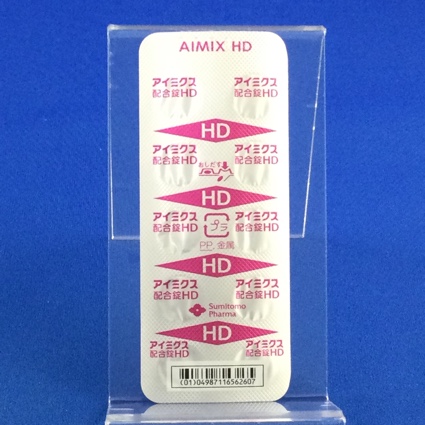 AIMIX HD
アイミクス アイミクス
配合錠HD 配合錠HD
HD
アイミクス アイミクス
配合錠HD おしだす 配合錠HD
HD
アイミクス アイミクス
配合錠HD プラ 配合錠HD
PP, 金属
HD
アイミクス アイミクス
配合錠HD 配合錠HD
Sumitomo
Pharma
HD
アイミクス アイミクス
配合錠HD 配合錠HD
(01)04987116562607